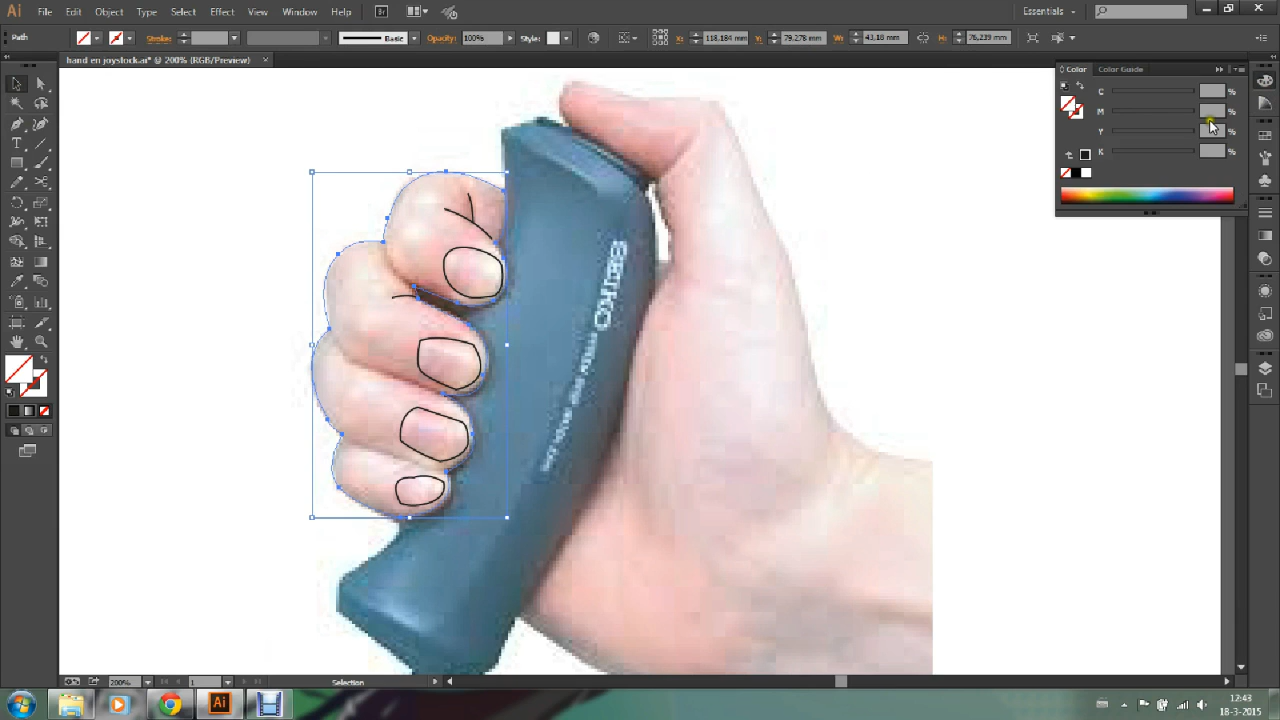 Ai File Edit Object Type Select Effect View Window Help Br Essentials
Path Stroke: Basic Opacity: 100% Style: X: 118,184 mm Y: 79,278 mm W: 43,18 mm H: 76,239 mm
hand en joystock.ai* @ 200% (RGB/Preview) ×
Color Color Guide
C %
M %
Y %
K %
SEIKO
200% 1 Selection
Ai 12:43
18-3-2015